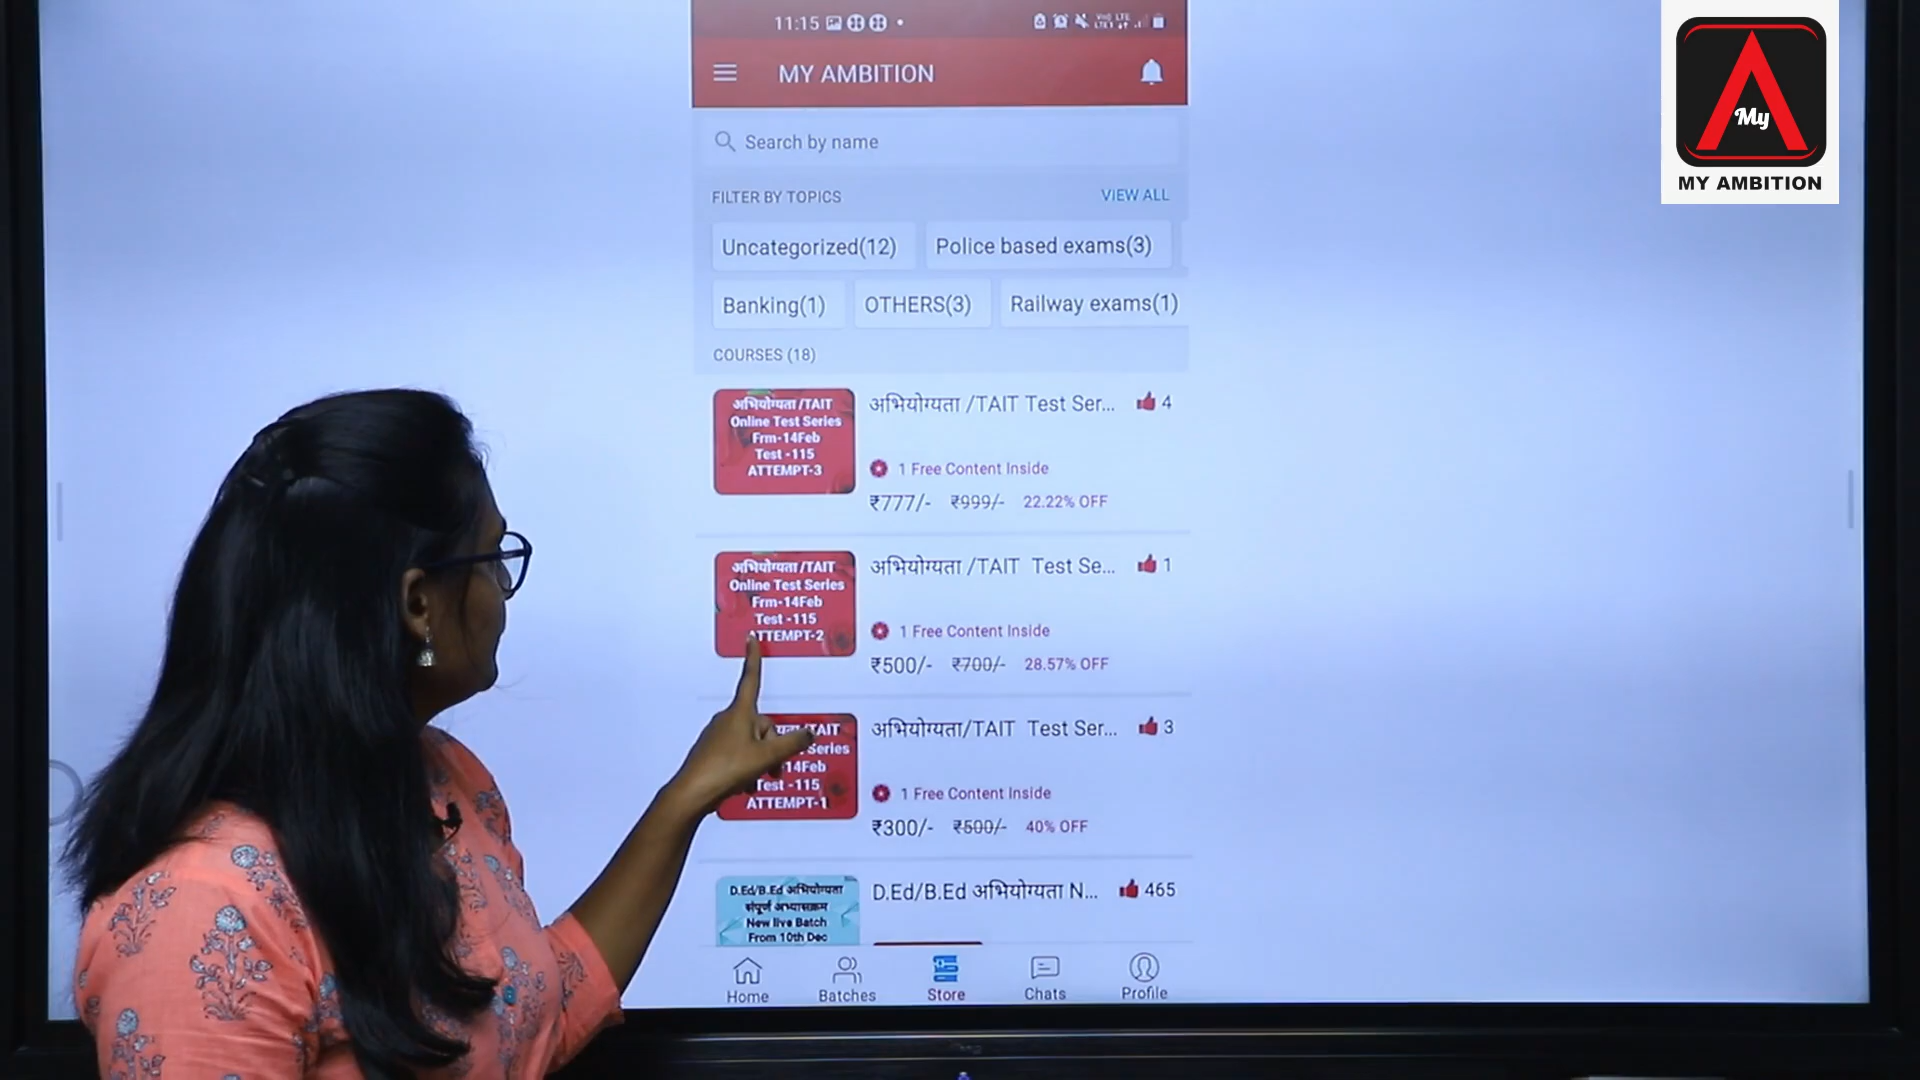 11:15
MY AMBITION
Search by name
FILTER BY TOPICS
VIEW ALL
Uncategorized(12)
Police based exams(3)
Banking(1)
OTHERS(3)
Railway exams(1)
COURSES (18)
अभियोग्यता /TAIT
Online Test Series
Frm-14Feb
Test -115
ATTEMPT-3
अभियोग्यता /TAIT Test Ser...
4
1 Free Content Inside
₹777/- ₹999/- 22.22% OFF
अभियोग्यता/TAIT
Online Test Series
Frm-14Feb
Test -115
ATTEMPT-2
अभियोग्यता /TAIT Test Se...
1
1 Free Content Inside
₹500/- ₹700/- 28.57% OFF
/TAIT
Series
14Feb
Test -115
ATTEMPT-1
अभियोग्यता/TAIT Test Ser...
3
1 Free Content Inside
₹300/- ₹500/- 40% OFF
D.Ed/B.Ed अभियोग्यता
संपूर्ण अभ्यासक्रम
New live Batch
From 10th Dec
D.Ed/B.Ed अभियोग्यता N...
465
Home
Batches
Store
Chats
Profile
My
MY AMBITION